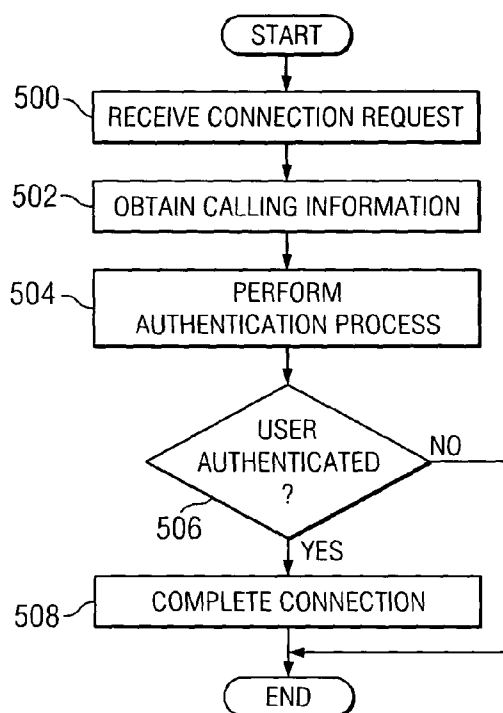 START
500
RECEIVE CONNECTION REQUEST
502
OBTAIN CALLING INFORMATION
504
PERFORM
AUTHENTICATION PROCESS
USER
AUTHENTICATED
?
NO
506
YES
508
COMPLETE CONNECTION
END